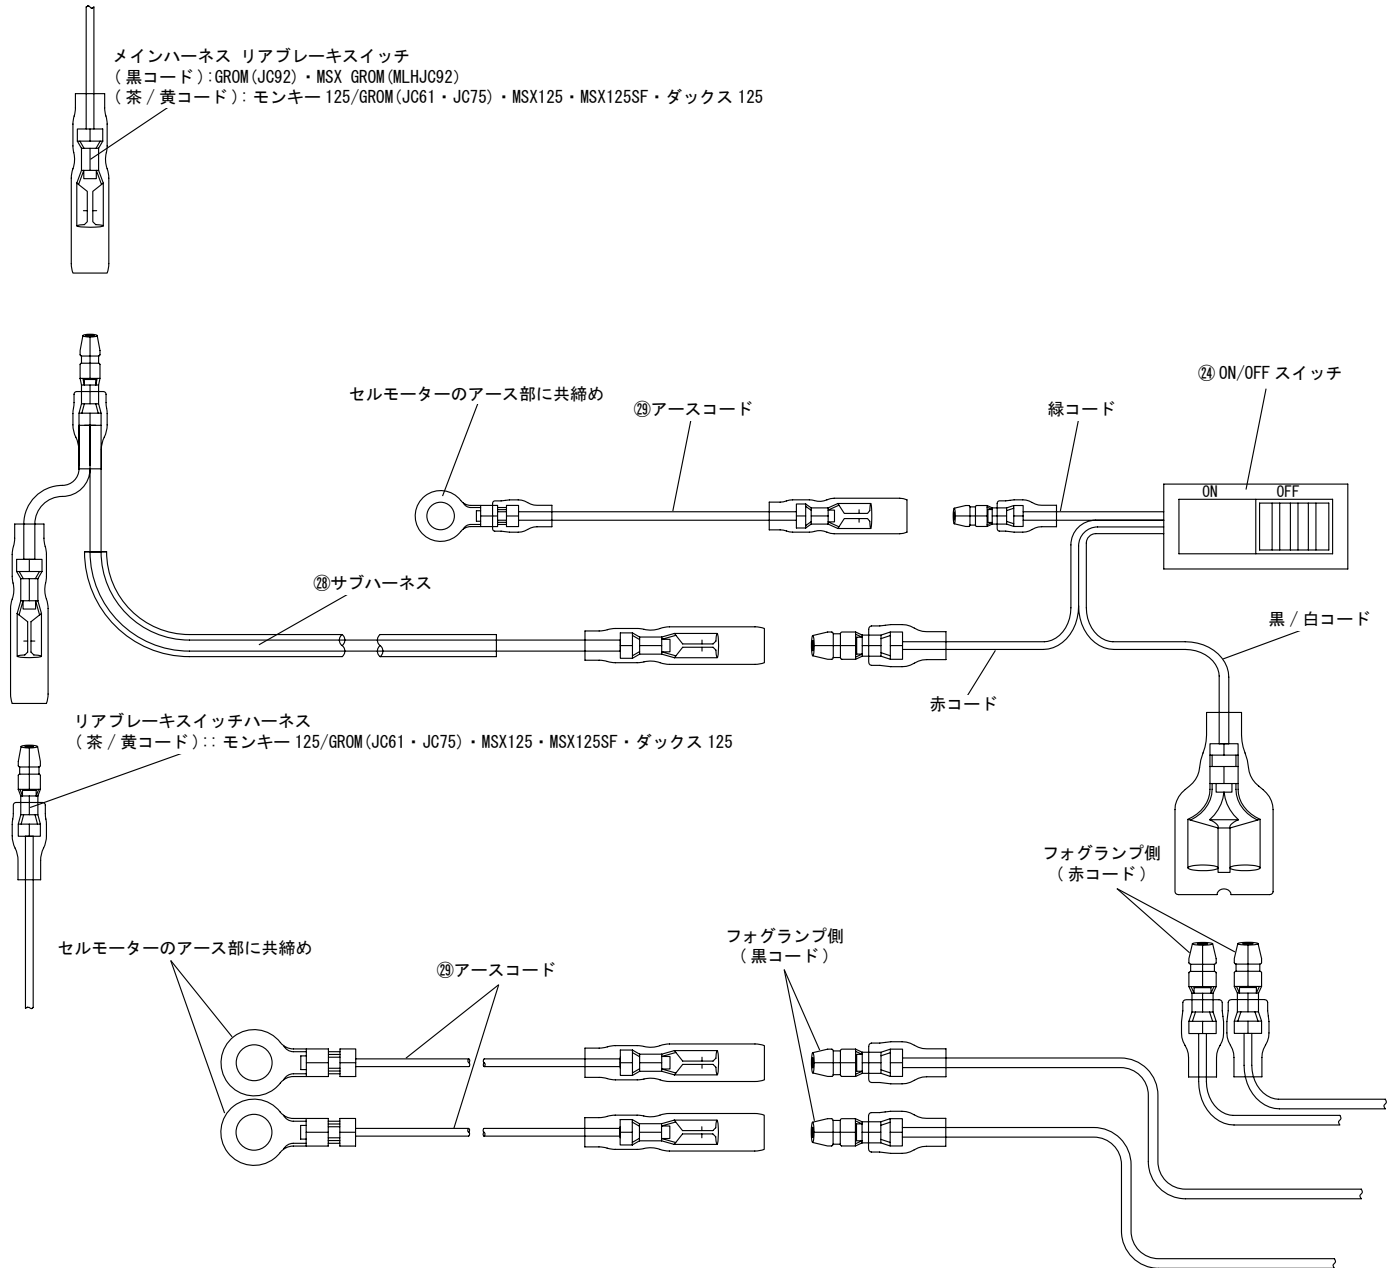 メインハーネス リアブレーキスイッチ
(黒コード):GROM(JC92)・MSX GROM(MLHJC92)
(茶/黄コード):モンキー125/GROM(JC61・JC75)・MSX125・MSX125SF・ダックス125
セルモーターのアース部に共締め
㉙アースコード
緑コード
㉔ON/OFFスイッチ
ON OFF
㉘サブハーネス
赤コード
黒/白コード
リアブレーキスイッチハーネス
(茶/黄コード)::モンキー125/GROM(JC61・JC75)・MSX125・MSX125SF・ダックス125
フォグランプ側
(赤コード)
セルモーターのアース部に共締め
㉙アースコード
フォグランプ側
(黒コード)